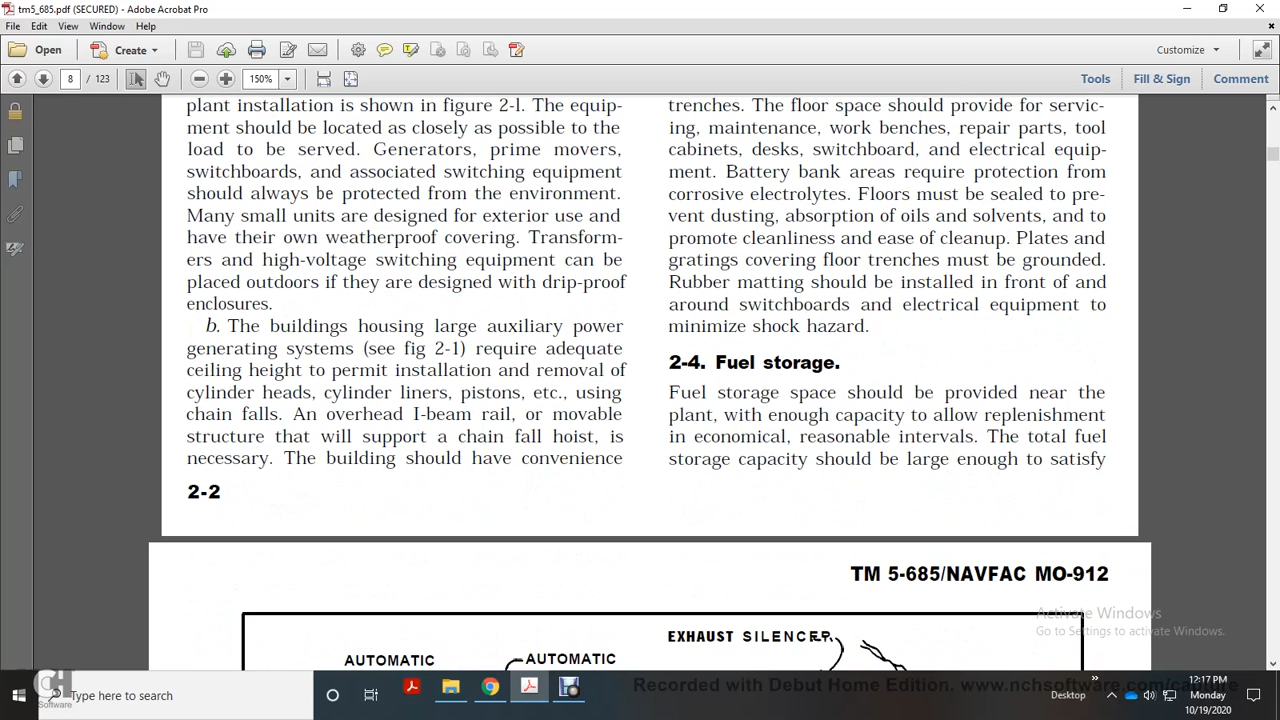 tm5_685.pdf (SECURED) - Adobe Acrobat Pro
File Edit View Window Help
Open Create Customize
8 / 123 150% Tools Fill & Sign Comment
plant installation is shown in figure 2-l. The equip-
ment should be located as closely as possible to the
load to be served. Generators, prime movers,
switchboards, and associated switching equipment
should always be protected from the environment.
Many small units are designed for exterior use and
have their own weatherproof covering. Transform-
ers and high-voltage switching equipment can be
placed outdoors if they are designed with drip-proof
enclosures.
b. The buildings housing large auxiliary power
generating systems (see fig 2-1) require adequate
ceiling height to permit installation and removal of
cylinder heads, cylinder liners, pistons, etc., using
chain falls. An overhead I-beam rail, or movable
structure that will support a chain fall hoist, is
necessary. The building should have convenience
2-2
trenches. The floor space should provide for servic-
ing, maintenance, work benches, repair parts, tool
cabinets, desks, switchboard, and electrical equip-
ment. Battery bank areas require protection from
corrosive electrolytes. Floors must be sealed to pre-
vent dusting, absorption of oils and solvents, and to
promote cleanliness and ease of cleanup. Plates and
gratings covering floor trenches must be grounded.
Rubber matting should be installed in front of and
around switchboards and electrical equipment to
minimize shock hazard.
2-4. Fuel storage.
Fuel storage space should be provided near the
plant, with enough capacity to allow replenishment
in economical, reasonable intervals. The total fuel
storage capacity should be large enough to satisfy
TM 5-685/NAVFAC MO-912
EXHAUST SILENCER
AUTOMATIC
AUTOMATIC
Activate Windows
Go to Settings to activate Windows.
CH
Software
Type here to search
Recorded with Debut Home Edition. www.nchsoftware.com/capture
Desktop
12:17 PM
Monday
10/19/2020